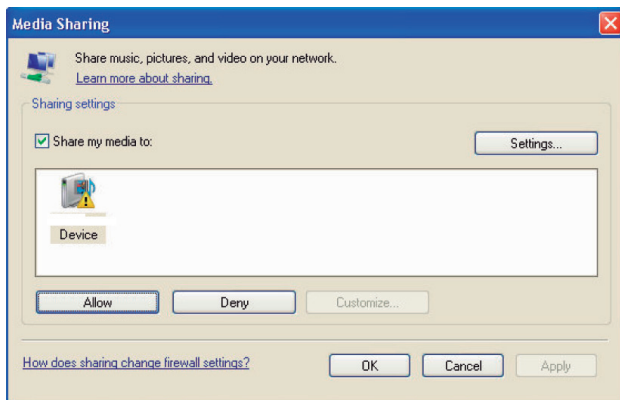 Media Sharing
Share music, pictures, and video on your network.
Learn more about sharing.
Sharing settings
Share my media to:
Settings...
Device
Allow
Deny
Customize...
How does sharing change firewall settings?
OK
Cancel
Apply